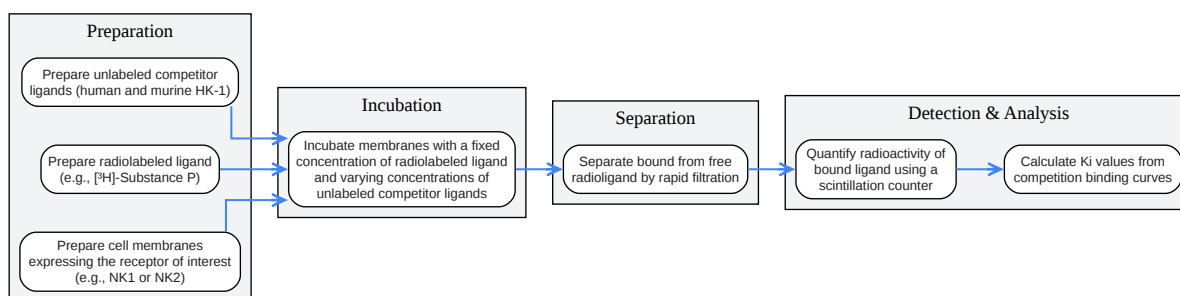 Preparation
Prepare unlabeled competitor
ligands (human and murine HK-1)
Prepare radiolabeled ligand
(e.g., [³H]-Substance P)
Prepare cell membranes
expressing the receptor of interest
(e.g., NK1 or NK2)
Incubation
Incubate membranes with a fixed
concentration of radiolabeled ligand
and varying concentrations of
unlabeled competitor ligands
Separation
Separate bound from free
radioligand by rapid filtration
Detection & Analysis
Quantify radioactivity of
bound ligand using a
scintillation counter
Calculate Ki values from
competition binding curves